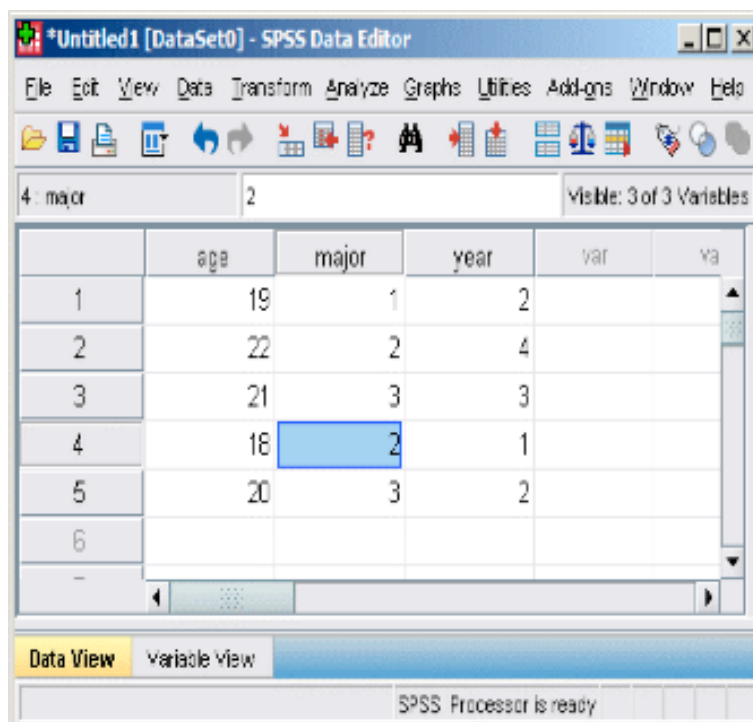 *Untitled1 [DataSet0] - SPSS Data Editor
File Edit View Data Transform Analyze Graphs Utilities Add-ons Window Help
4 : major 2 Visible: 3 of 3 Variables
age major year var va
1 19 1 2
2 22 2 4
3 21 3 3
4 18 2 1
5 20 3 2
6
Data View Variable View
SPSS Processor is ready